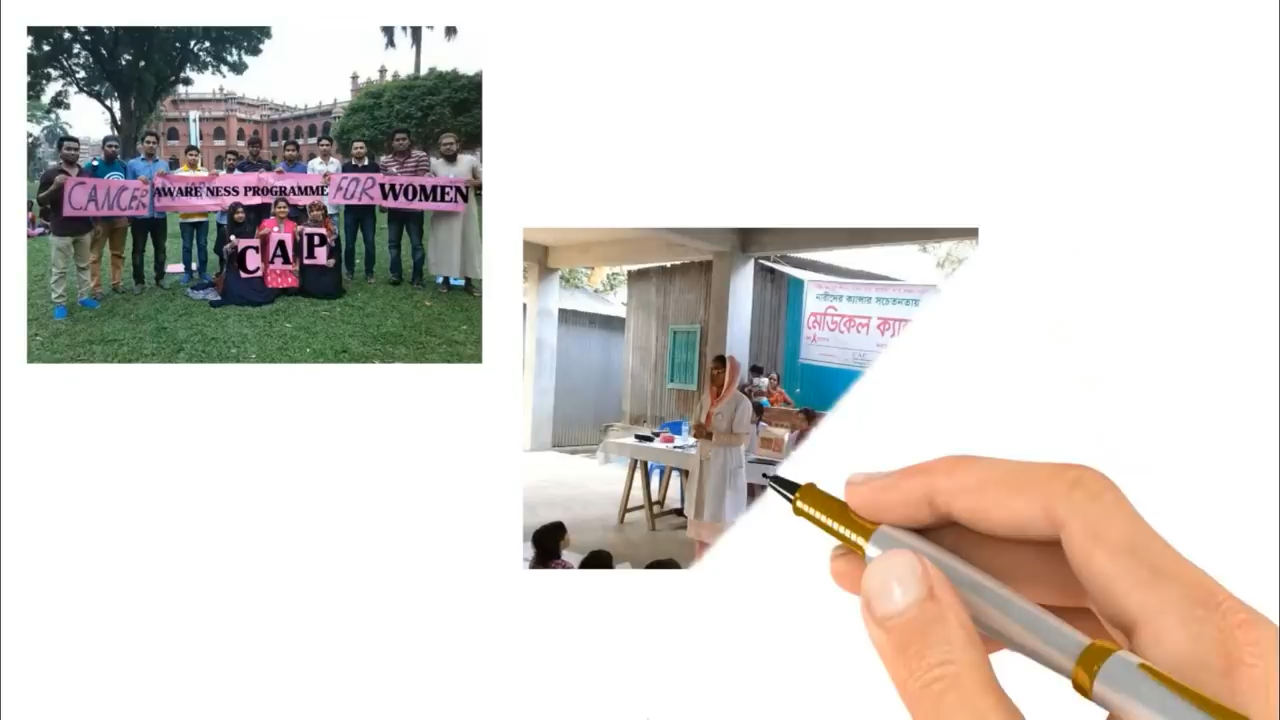 CANCER AWARE NESS PROGRAMME FOR WOMEN
C A P
নারীদের ক্যান্সার সচেতনতায়
মেডিকেল
CAP